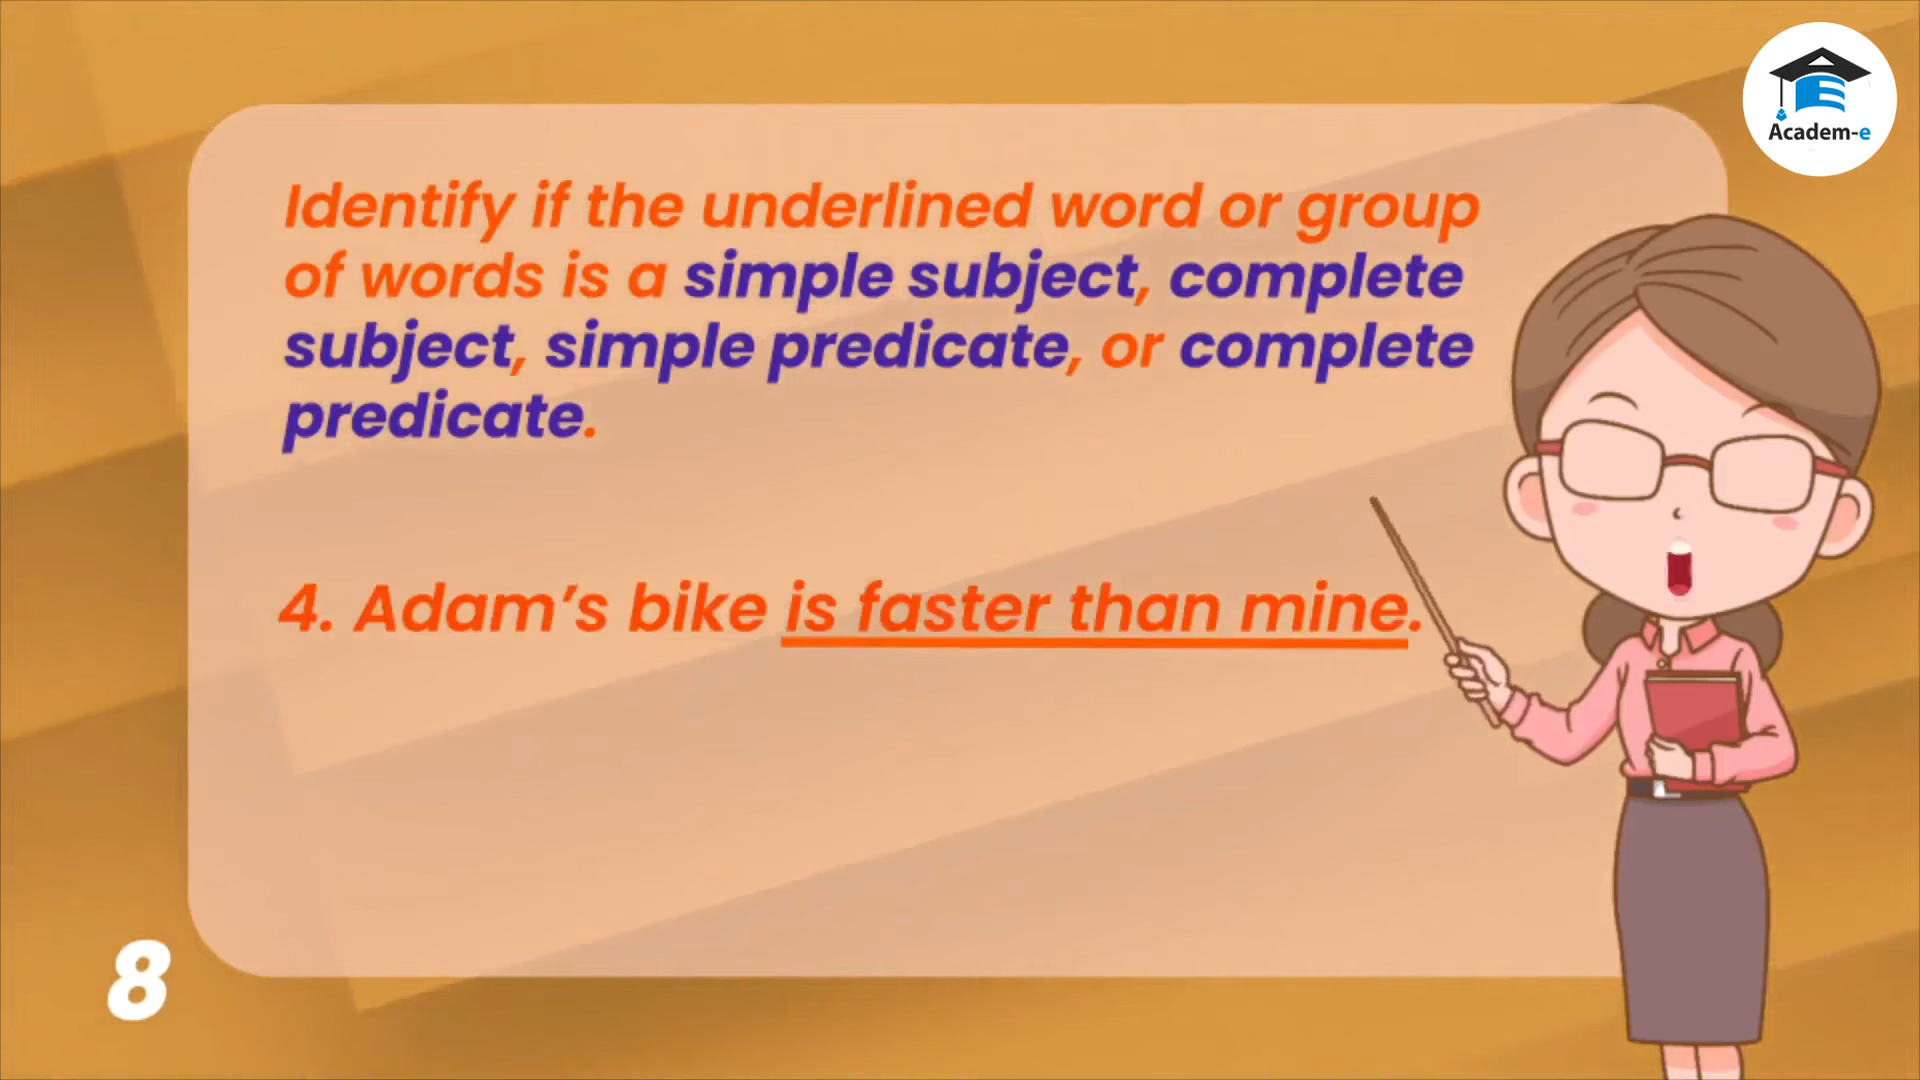 Academ-e
Identify if the underlined word or group
of words is a simple subject, complete
subject, simple predicate, or complete
predicate.
4. Adam’s bike is faster than mine.
8